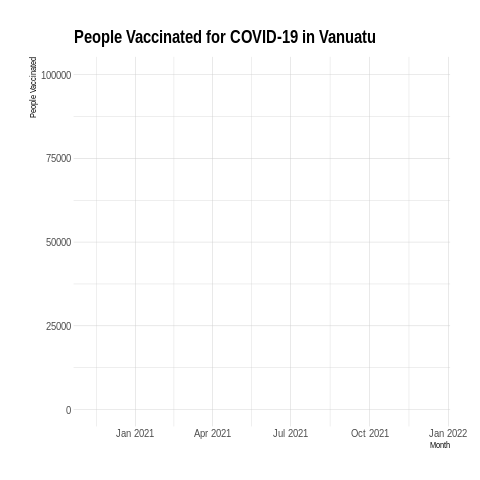 People Vaccinated for COVID-19 in Vanuatu
People Vaccinated
100000
75000
50000
25000
0
Jan 2021 Apr 2021 Jul 2021 Oct 2021 Jan 2022
Month